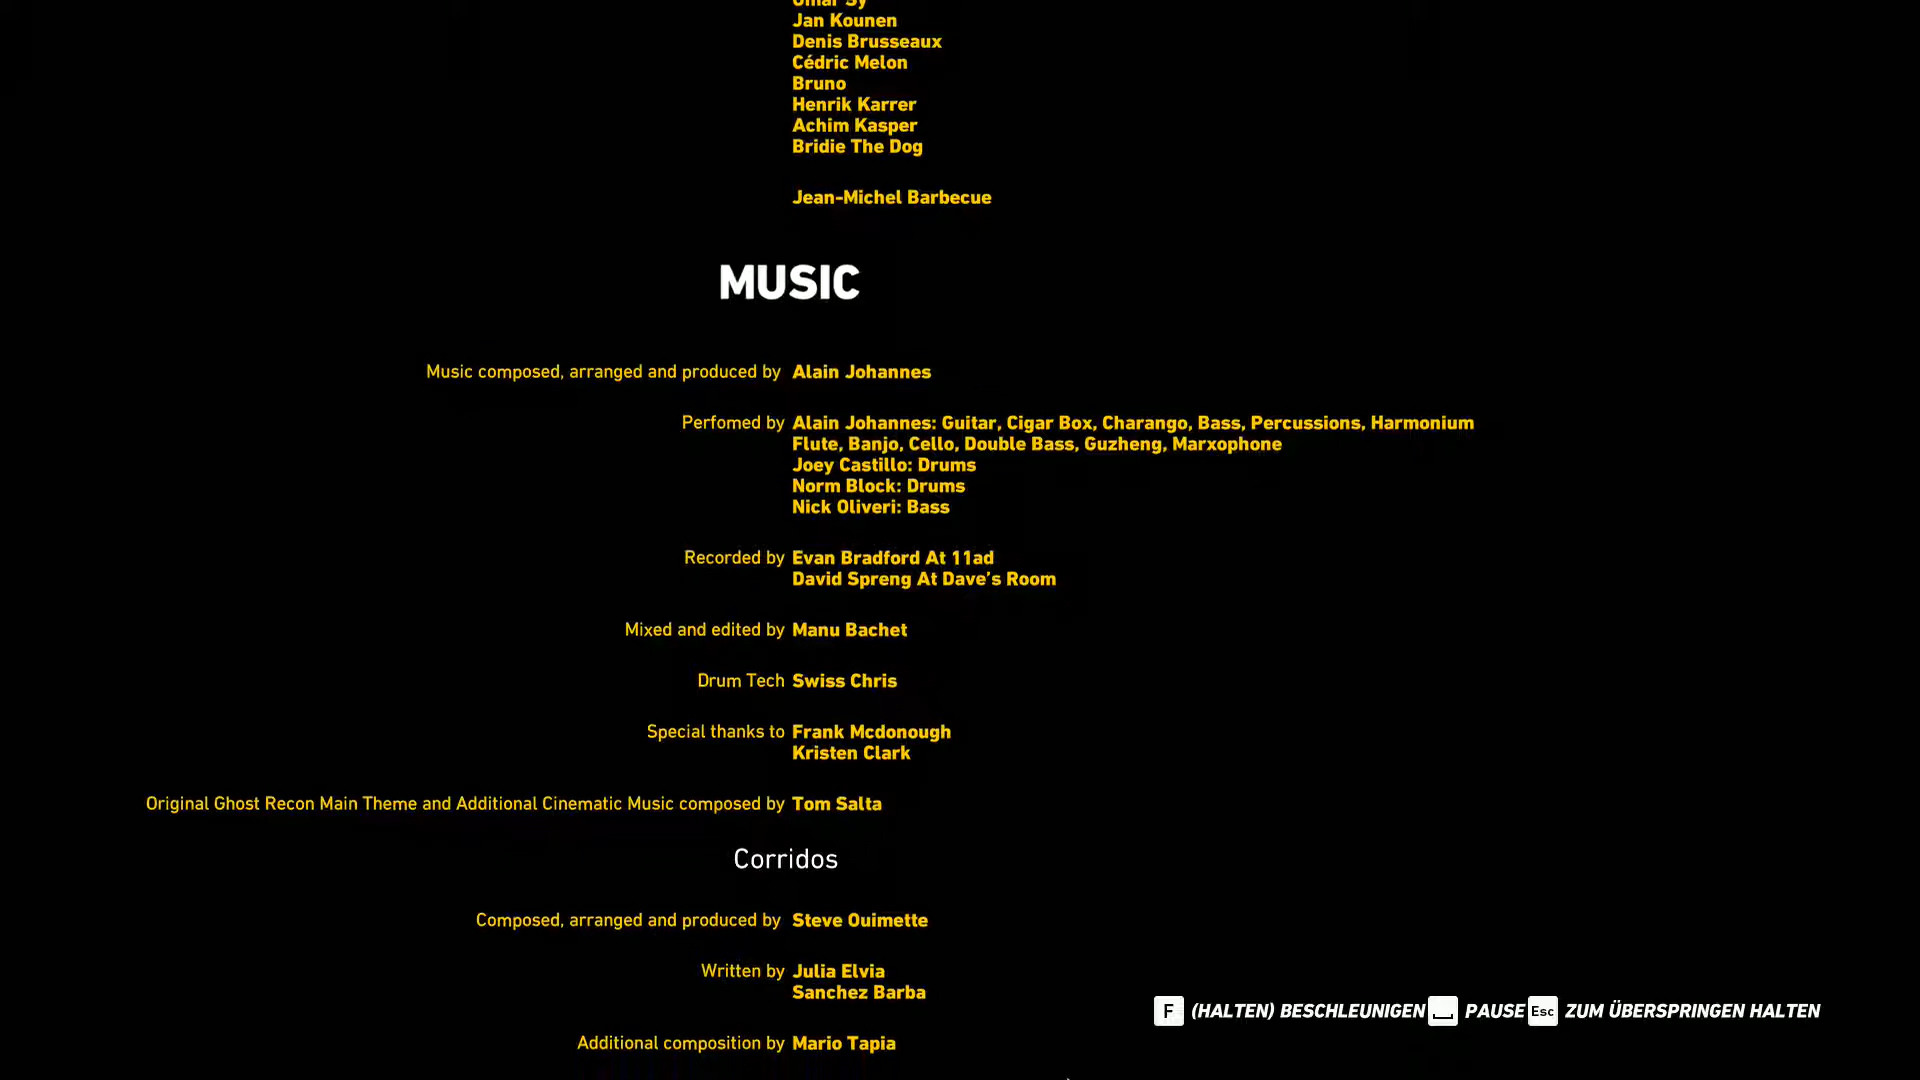 Omar Sy
Jan Kounen
Denis Brusseaux
Cédric Melon
Bruno
Henrik Karrer
Achim Kasper
Bridie The Dog
Jean-Michel Barbecue
MUSIC
Music composed, arranged and produced by Alain Johannes
Perfomed by Alain Johannes: Guitar, Cigar Box, Charango, Bass, Percussions, Harmonium
Flute, Banjo, Cello, Double Bass, Guzheng, Marxophone
Joey Castillo: Drums
Norm Block: Drums
Nick Oliveri: Bass
Recorded by Evan Bradford At 11ad
David Spreng At Dave’s Room
Mixed and edited by Manu Bachet
Drum Tech Swiss Chris
Special thanks to Frank Mcdonough
Kristen Clark
Original Ghost Recon Main Theme and Additional Cinematic Music composed by Tom Salta
Corridos
Composed, arranged and produced by Steve Ouimette
Written by Julia Elvia
Sanchez Barba
Additional composition by Mario Tapia
F (HALTEN) BESCHLEUNIGEN PAUSE Esc ZUM ÜBERSPRINGEN HALTEN